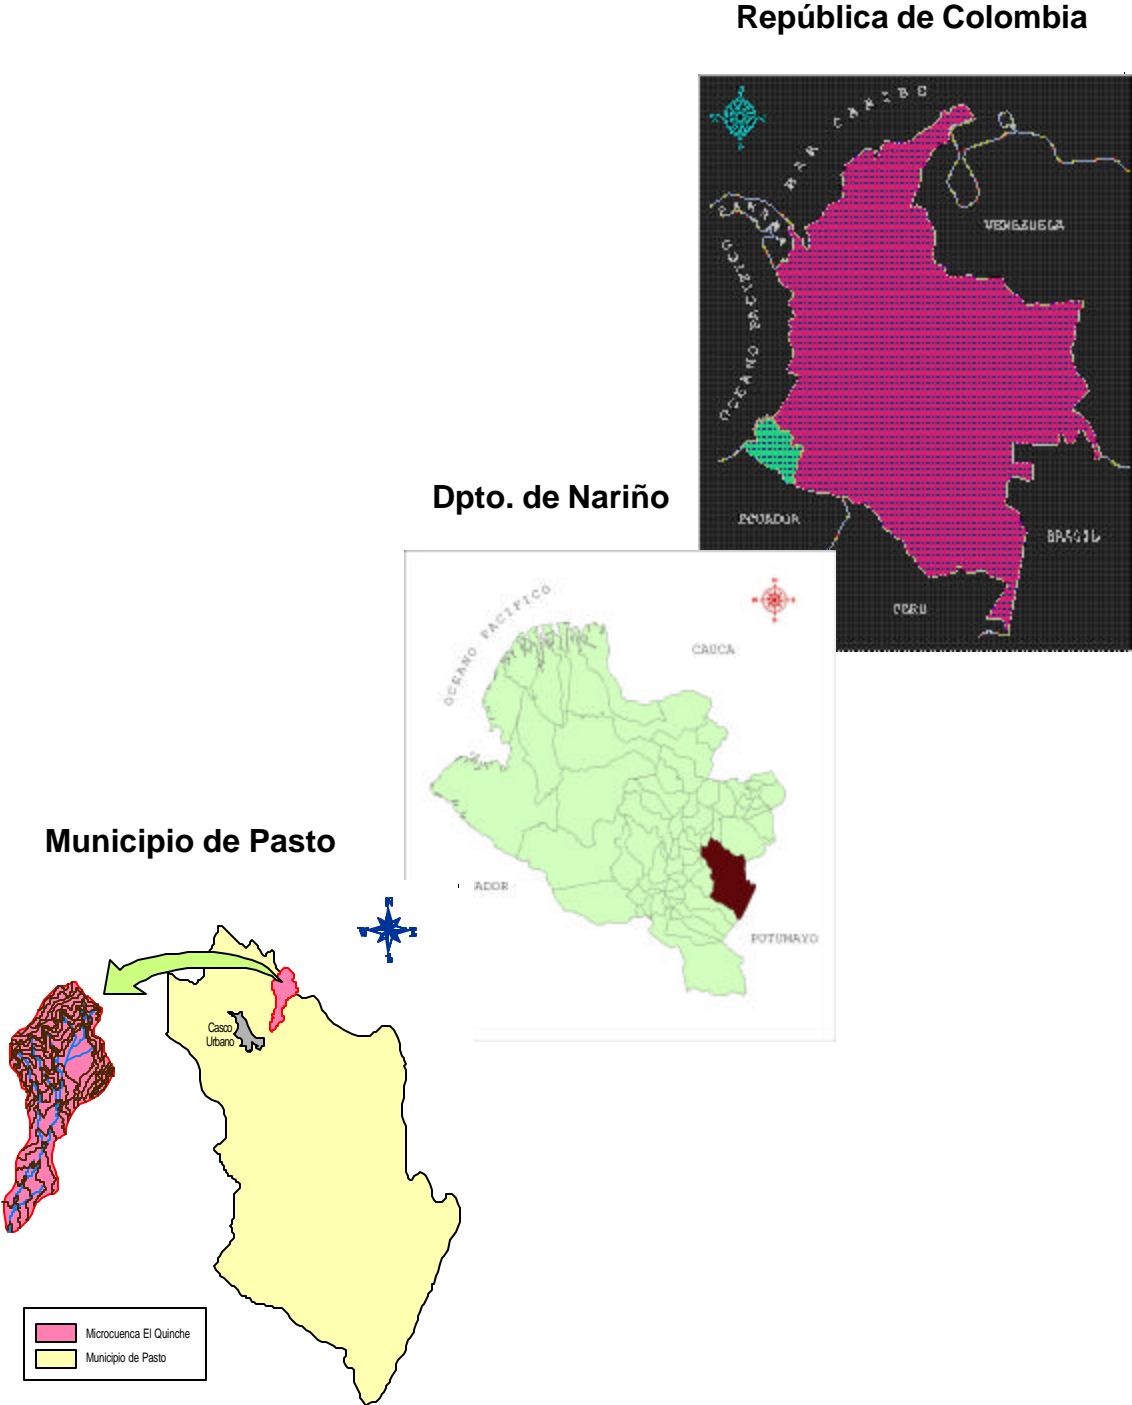 República de Colombia
MAR CARIBE
PANAMA
VENEZUELA
OCEANO PACIFICO
ECUADOR
BRASIL
PERU
Dpto. de Nariño
OCEANO PACIFICO
CAUCA
ADOR
PUTUMAYO
Municipio de Pasto
N
Casco
Urbano
Microcuenca El Quinche
Municipio de Pasto